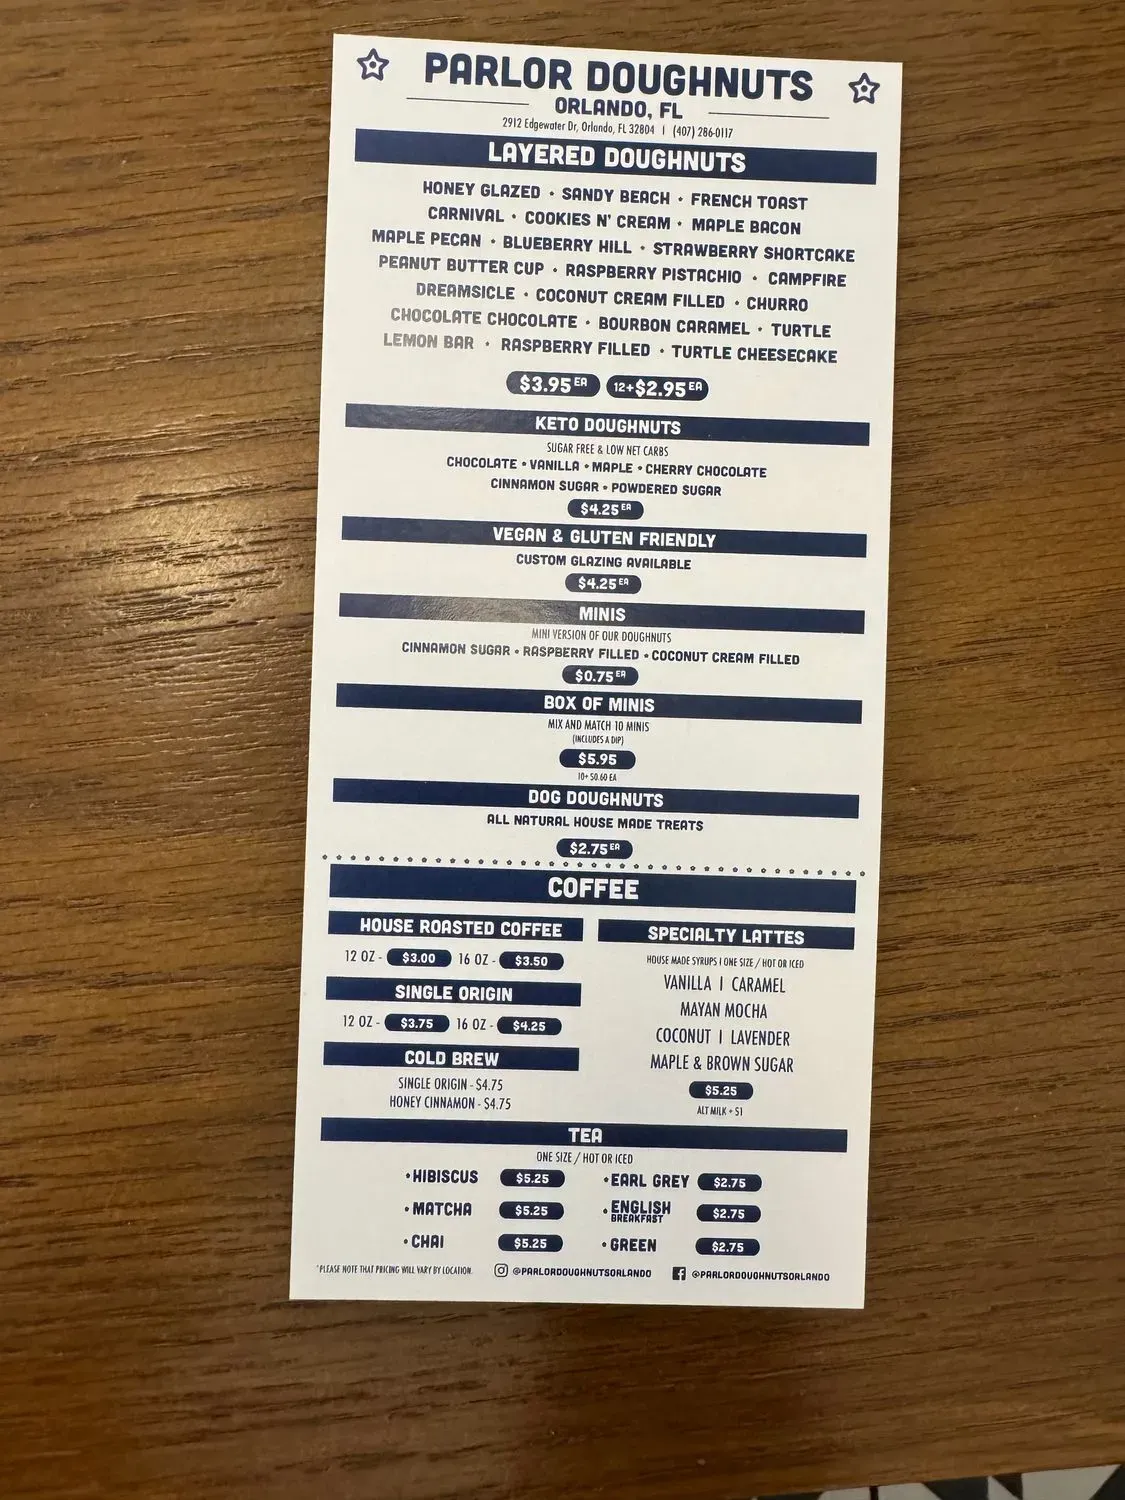 PARLOR DOUGHNUTS
ORLANDO, FL
2912 Edgewater Dr, Orlando, FL 32804 | (407) 286-0117
LAYERED DOUGHNUTS
HONEY GLAZED • SANDY BEACH • FRENCH TOAST
CARNIVAL • COOKIES N' CREAM • MAPLE BACON
MAPLE PECAN • BLUEBERRY HILL • STRAWBERRY SHORTCAKE
PEANUT BUTTER CUP • RASPBERRY PISTACHIO • CAMPFIRE
DREAMSICLE • COCONUT CREAM FILLED • CHURRO
CHOCOLATE CHOCOLATE • BOURBON CARAMEL • TURTLE
LEMON BAR • RASPBERRY FILLED • TURTLE CHEESECAKE
$3.95 EA 12+$2.95 EA
KETO DOUGHNUTS
SUGAR FREE & LOW NET CARBS
CHOCOLATE • VANILLA • MAPLE • CHERRY CHOCOLATE
CINNAMON SUGAR • POWDERED SUGAR
$4.25 EA
VEGAN & GLUTEN FRIENDLY
CUSTOM GLAZING AVAILABLE
$4.25 EA
MINIS
MINI VERSION OF OUR DOUGHNUTS
CINNAMON SUGAR • RASPBERRY FILLED • COCONUT CREAM FILLED
$0.75 EA
BOX OF MINIS
MIX AND MATCH 10 MINIS
(INCLUDES A DIP)
$5.95
10+ $0.60 EA
DOG DOUGHNUTS
ALL NATURAL HOUSE MADE TREATS
$2.75 EA
COFFEE
HOUSE ROASTED COFFEE
12 OZ - $3.00 16 OZ - $3.50
SINGLE ORIGIN
12 OZ - $3.75 16 OZ - $4.25
COLD BREW
SINGLE ORIGIN - $4.75
HONEY CINNAMON - $4.75
SPECIALTY LATTES
HOUSE MADE SYRUPS | ONE SIZE / HOT OR ICED
VANILLA | CARAMEL
MAYAN MOCHA
COCONUT | LAVENDER
MAPLE & BROWN SUGAR
$5.25
ALT MILK + $1
TEA
ONE SIZE / HOT OR ICED
• HIBISCUS $5.25
• MATCHA $5.25
• CHAI $5.25
• EARL GREY $2.75
• ENGLISH BREAKFAST $2.75
• GREEN $2.75
*PLEASE NOTE THAT PRICING WILL VARY BY LOCATION. @PARLORDOUGHNUTSORLANDO @PARLORDOUGHNUTSORLANDO